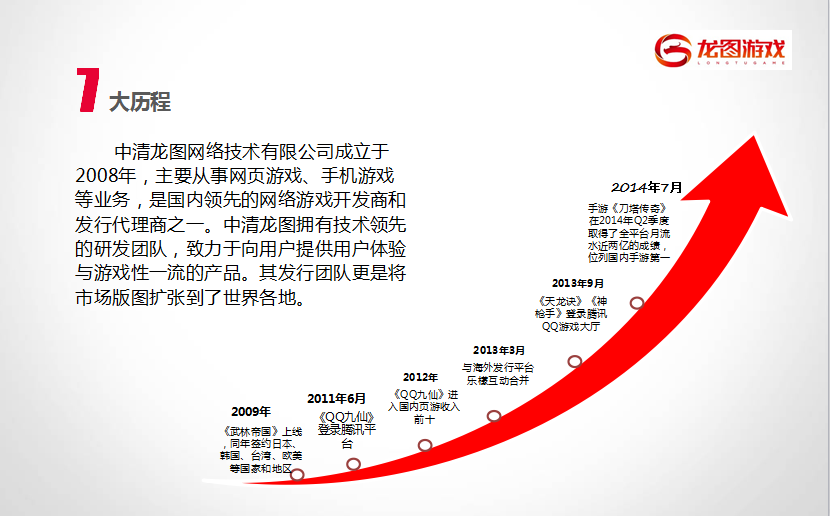 龙图游戏
LONGTUGAME
1 大历程
中清龙图网络技术有限公司成立于
2008年，主要从事网页游戏、手机游戏
等业务，是国内领先的网络游戏开发商和
发行代理商之一。中清龙图拥有技术领先
的研发团队，致力于向用户提供用户体验
与游戏性一流的产品。其发行团队更是将
市场版图扩张到了世界各地。
2009年
《武林帝国》上线
，同年签约日本、
韩国、台湾、欧美
等国家和地区
2011年6月
《QQ九仙》
登录腾讯平
台
2012年
《QQ九仙》进
入国内页游收入
前十
2013年3月
与海外发行平台
乐檬互动合并
2013年9月
《天龙诀》《神
枪手》登录腾讯
QQ游戏大厅
2014年7月
手游《刀塔传奇》
在2014年Q2季度
取得了全平台月流
水近两亿的成绩，
位列国内手游第一